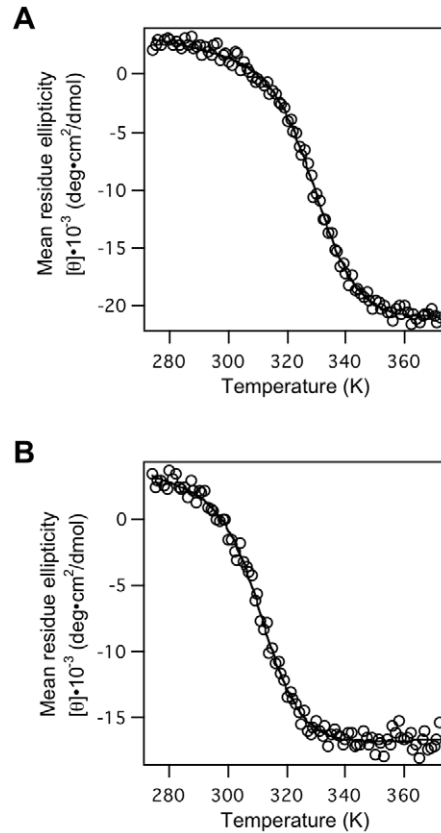 A
Mean residue ellipticity
[θ]•10⁻³ (deg•cm²/dmol)
0
-5
-10
-15
-20
280 300 320 340 360
Temperature (K)
B
Mean residue ellipticity
[θ]•10⁻³ (deg•cm²/dmol)
0
-5
-10
-15
280 300 320 340 360
Temperature (K)